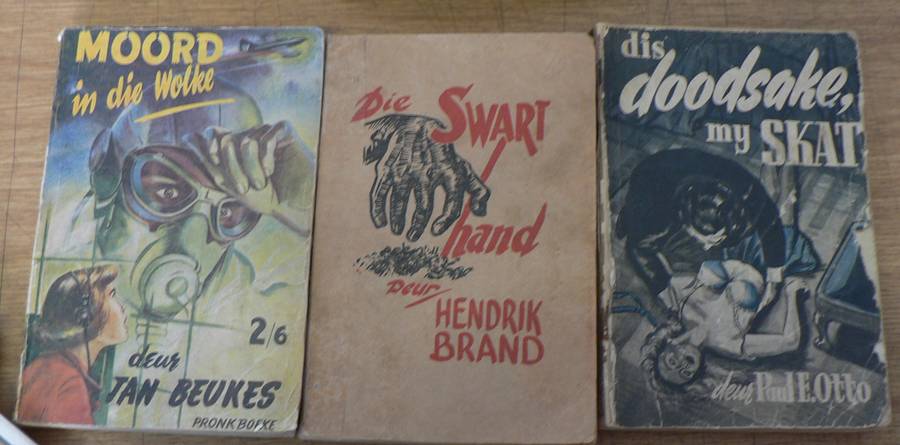 MOORD
in die Wolke
2/6
deur
JAN BEUKES
PRONKBOEKE
Die SWART
hand
Deur
HENDRIK
BRAND
dis
doodsake,
my SKAT
deur Paul E. Otto